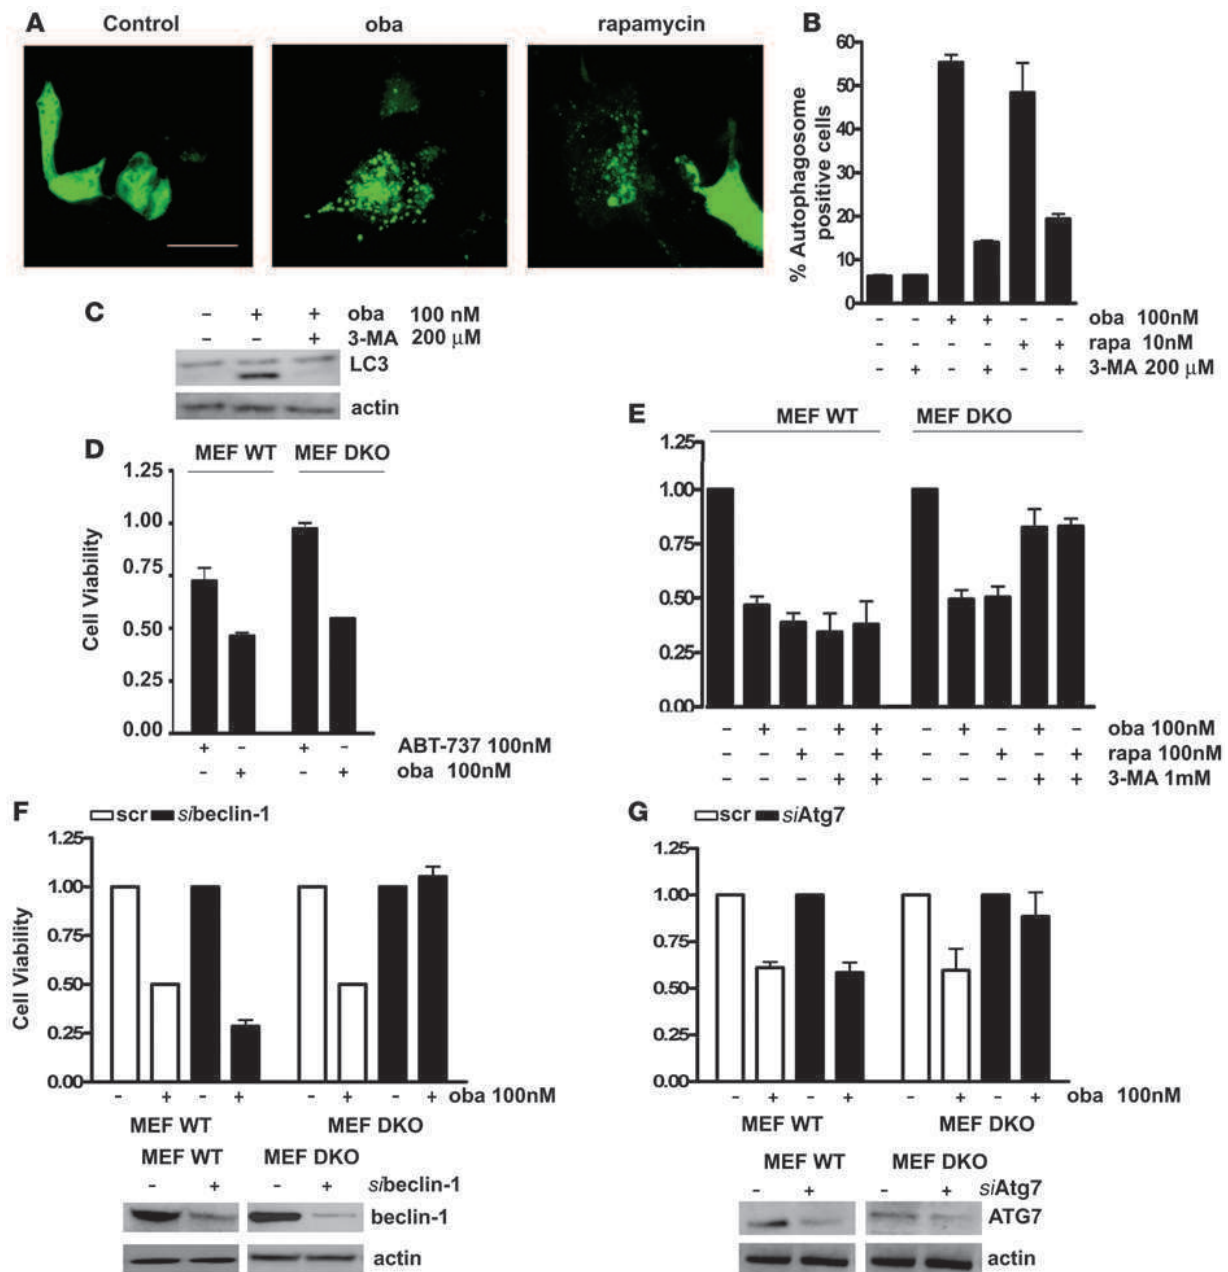 A Control oba rapamycin
B
% Autophagosome
positive cells
60
50
40
30
20
10
0
- - + + - - oba 100nM
- - - - + + rapa 10nM
- + - + - + 3-MA 200 µM
C
- + + oba 100 nM
- - + 3-MA 200 µM
LC3
actin
D
MEF WT MEF DKO
Cell Viability
1.25
1.00
0.75
0.50
0.25
0.00
+ - + - ABT-737 100nM
- + - + oba 100nM
E
MEF WT MEF DKO
1.25
1.00
0.75
0.50
0.25
0.00
- + - + + - + - + - oba 100nM
- - + - + - - + - + rapa 100nM
- - - + + - - - + + 3-MA 1mM
F
scr sibeclin-1
Cell Viability
1.25
1.00
0.75
0.50
0.25
0.00
- + - + - + - + oba 100nM
MEF WT MEF DKO
MEF WT MEF DKO
- + - + sibeclin-1
beclin-1
actin
G
scr siAtg7
1.25
1.00
0.75
0.50
0.25
0.00
- + - + - + - + oba 100nM
MEF WT MEF DKO
MEF WT MEF DKO
- + - + siAtg7
ATG7
actin